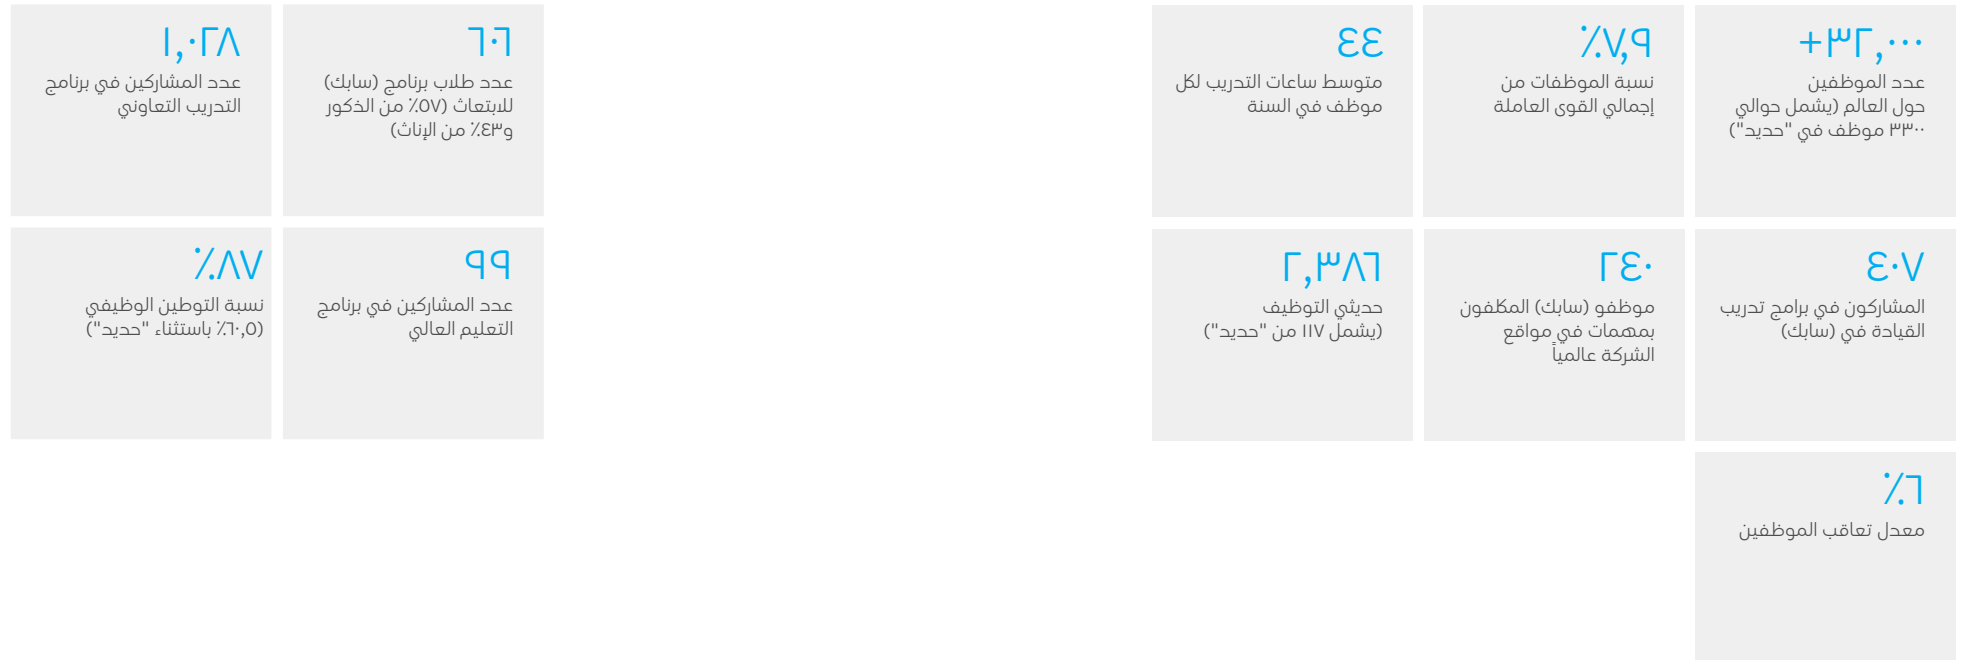 +٣٢,٠٠٠
عدد الموظفين
حول العالم (يشمل حوالي
٣٣٠٠ موظف في "حديد")
٧,٩٪
نسبة الموظفات من
إجمالي القوى العاملة
٤٤
متوسط ساعات التدريب لكل
موظف في السنة
٤٠٧
المشاركون في برامج تدريب
القيادة في (سابك)
٢٤٠
موظفو (سابك) المكلفون
بمهمات في مواقع
الشركة عالمياً
٢,٣٨٦
حديثي التوظيف
(يشمل ١١٧ من "حديد")
٦٪
معدل تعاقب الموظفين
٦٠٦
عدد طلاب برنامج (سابك)
للابتعاث (٥٧٪ من الذكور
و٤٣٪ من الإناث)
١,٠٢٨
عدد المشاركين في برنامج
التدريب التعاوني
٩٩
عدد المشاركين في برنامج
التعليم العالي
٨٧٪
نسبة التوطين الوظيفي
(٦٠,٥٪ باستثناء "حديد")